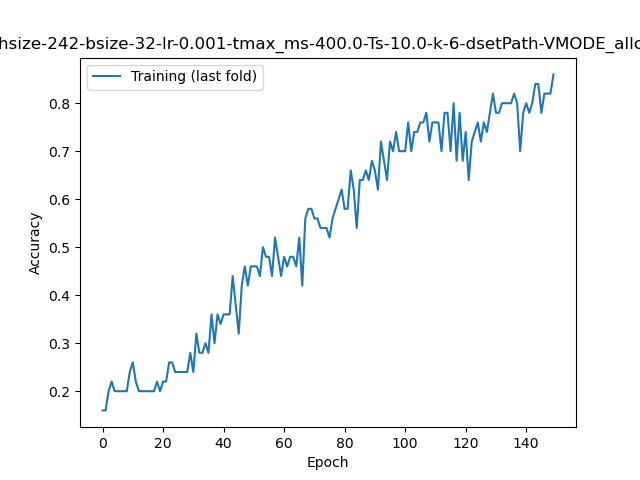 hsize-242-bsize-32-lr-0.001-tmax_ms-400.0-Ts-10.0-k-6-dsetPath-VMODE_allo
Training (last fold)
Accuracy
0.8
0.7
0.6
0.5
0.4
0.3
0.2
0 20 40 60 80 100 120 140
Epoch